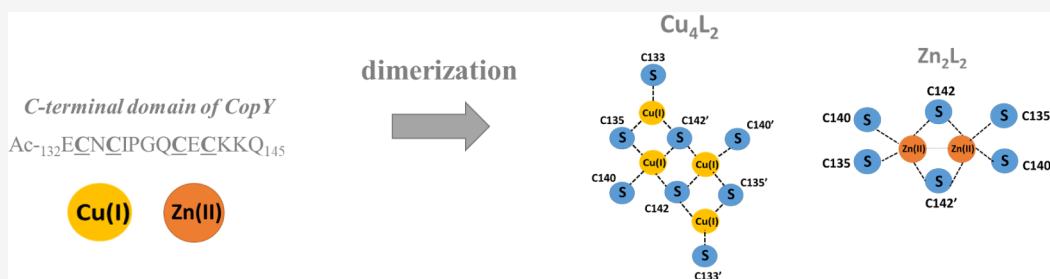 C-terminal domain of CopY
Ac-₁₃₂ECNCIPGQCECKKQ₁₄₅
Cu(I) Zn(II)
dimerization
Cu₄L₂
C133
S
Cu(I)
C135 C142' C140'
S S S
Cu(I) Cu(I)
C140 C135'
S S S
C142
Cu(I)
S
C133'
Zn₂L₂
C142
C140 S C135
S S
Zn(II) Zn(II)
C135 S S C140
S
C142'